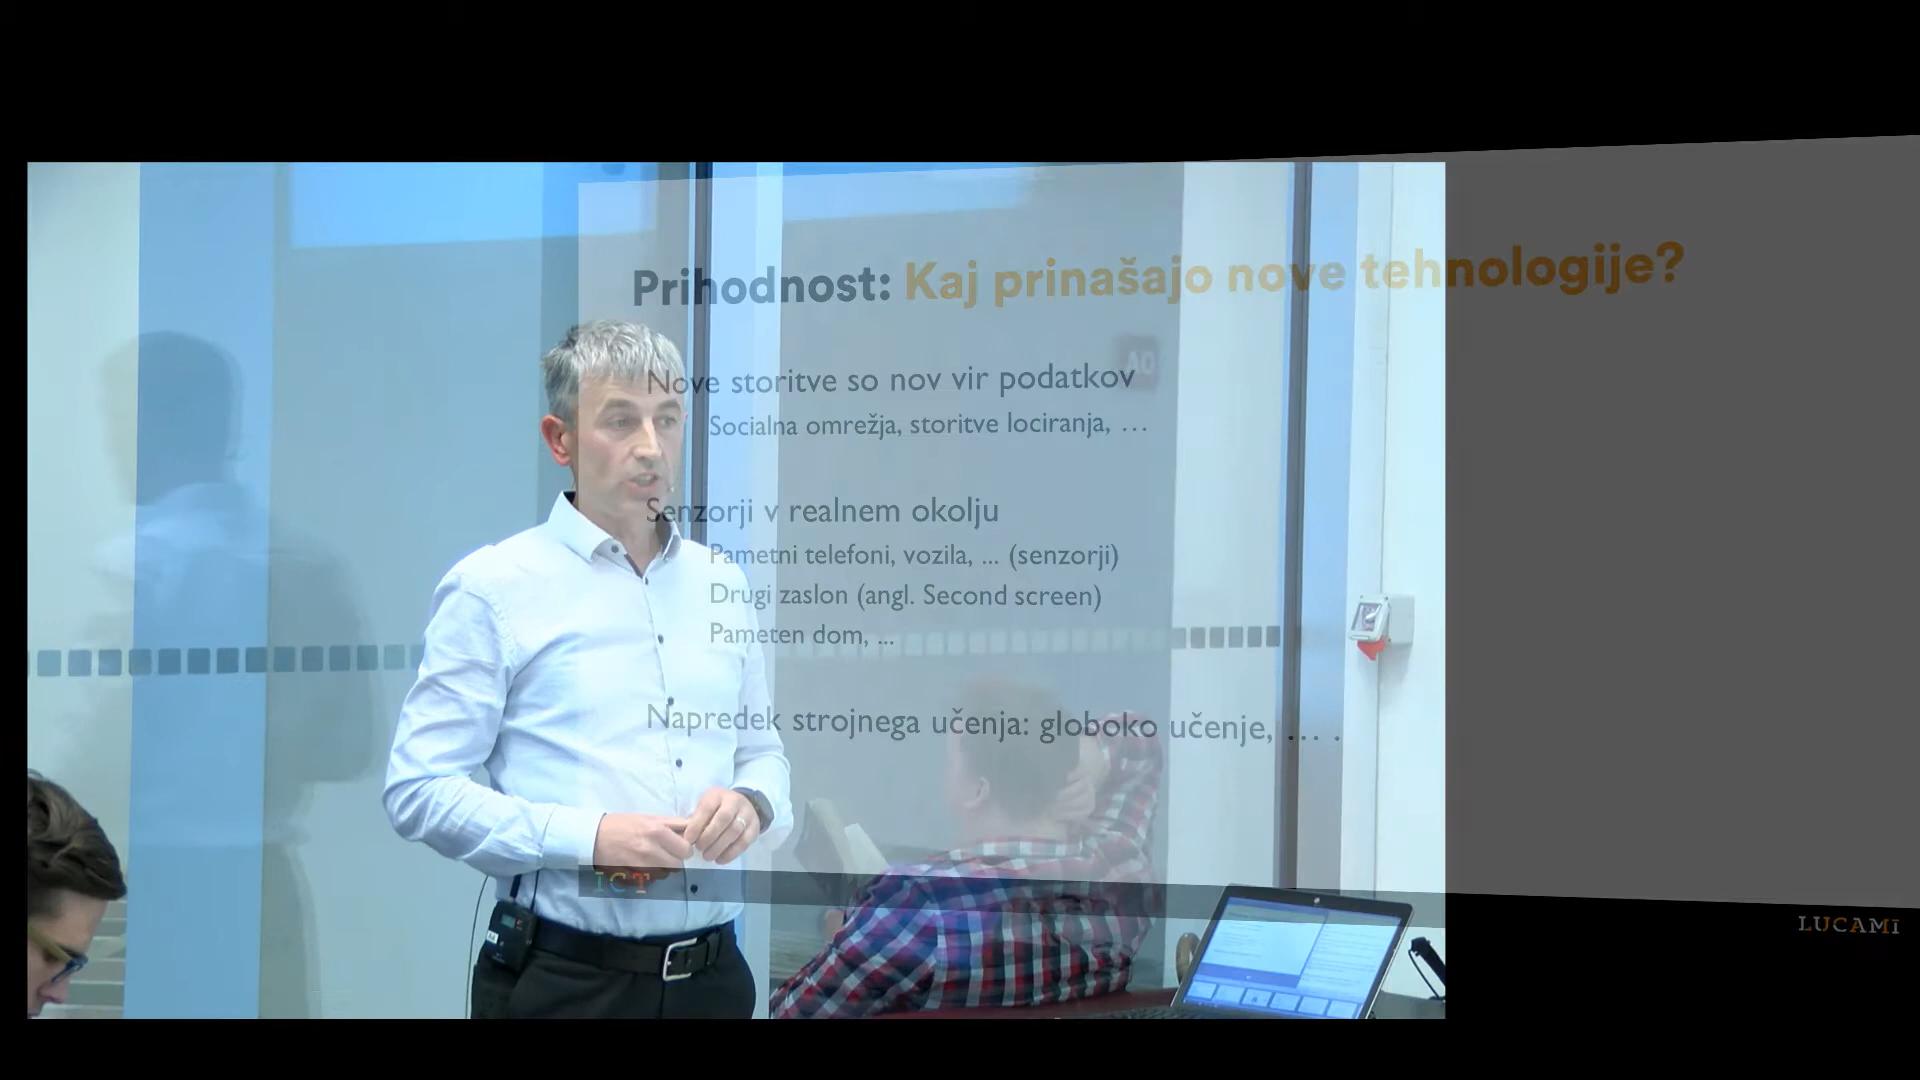 Prihodnost: Kaj prinašajo nove tehnologije?
Nove storitve so nov vir podatkov
Socialna omrežja, storitve lociranja, …
Senzorji v realnem okolju
Pametni telefoni, vozila, ... (senzorji)
Drugi zaslon (angl. Second screen)
Pameten dom, ...
Napredek strojnega učenja: globoko učenje, … .
A0
ICT
LUCAMI